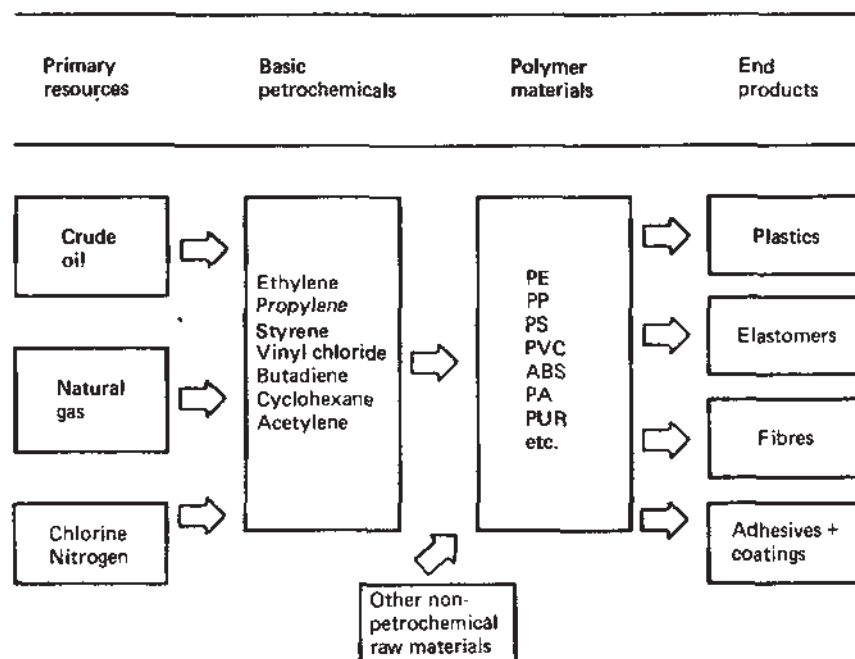 Primary
resources
Basic
petrochemicals
Polymer
materials
End
products
Crude
oil
Natural
gas
Chlorine
Nitrogen
Ethylene
Propylene
Styrene
Vinyl chloride
Butadiene
Cyclohexane
Acetylene
Other non-
petrochemical
raw materials
PE
PP
PS
PVC
ABS
PA
PUR
etc.
Plastics
Elastomers
Fibres
Adhesives +
coatings